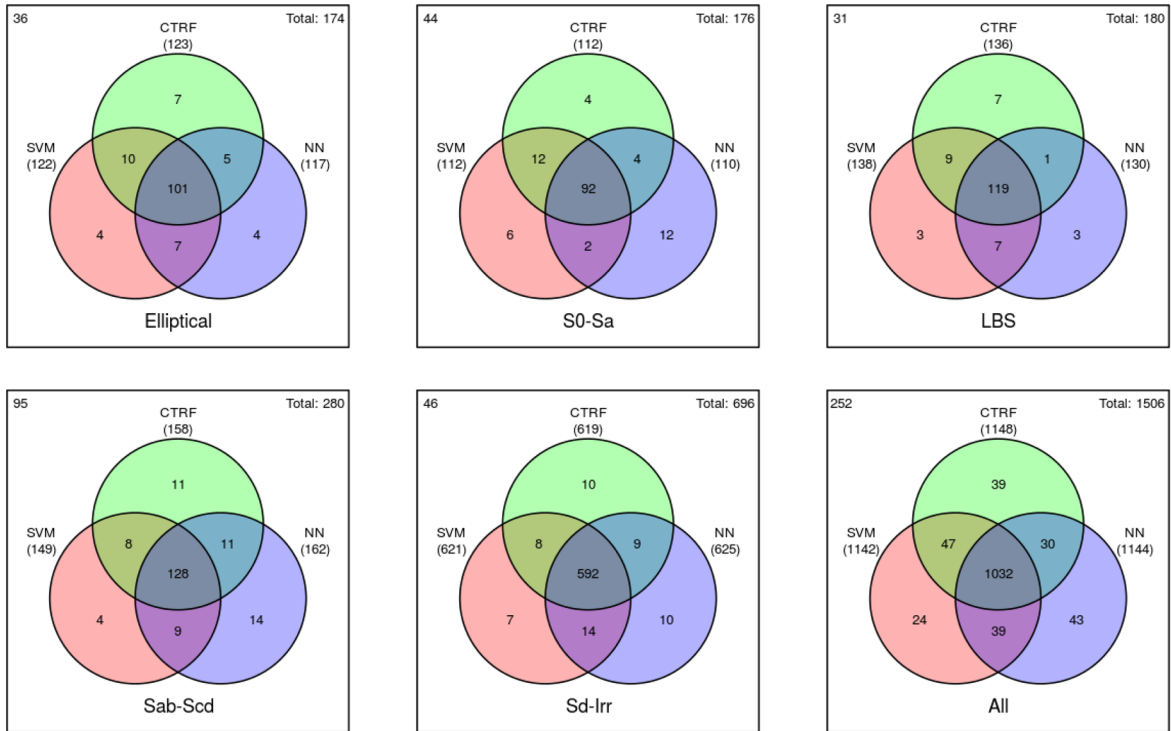 36 Total: 174
CTRF
(123)
7
SVM
(122)
10
5
NN
(117)
101
4
7
4
Elliptical
44 Total: 176
CTRF
(112)
4
SVM
(112)
12
4
NN
(110)
92
6
2
12
S0-Sa
31 Total: 180
CTRF
(136)
7
SVM
(138)
9
1
NN
(130)
119
3
7
3
LBS
95 Total: 280
CTRF
(158)
11
SVM
(149)
8
11
NN
(162)
128
4
9
14
Sab-Scd
46 Total: 696
CTRF
(619)
10
SVM
(621)
8
9
NN
(625)
592
7
14
10
Sd-Irr
252 Total: 1506
CTRF
(1148)
39
SVM
(1142)
47
30
NN
(1144)
1032
24
39
43
All